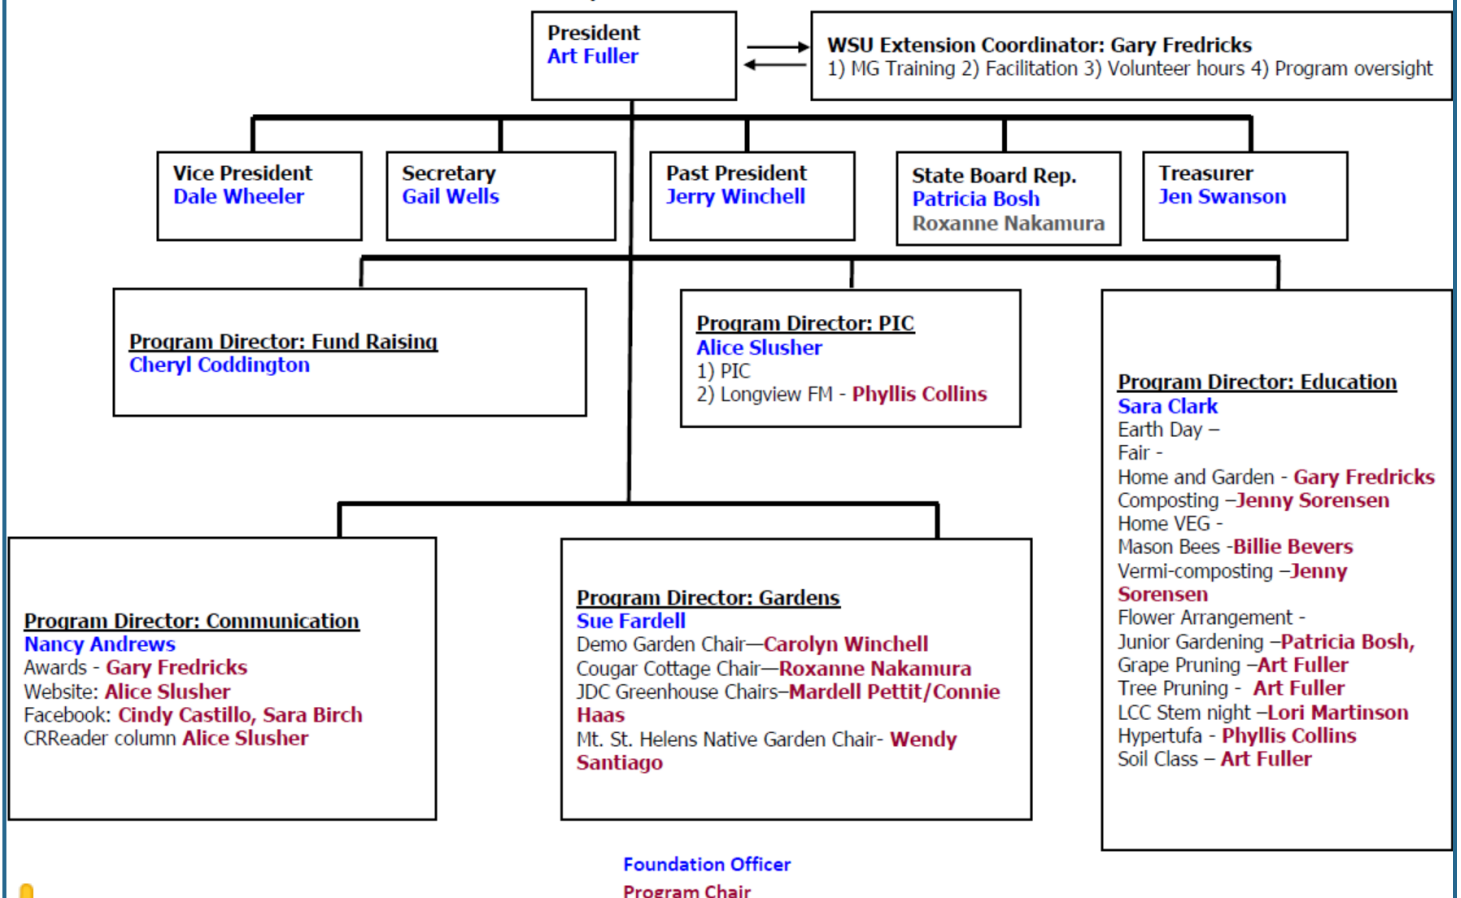 President
Art Fuller
WSU Extension Coordinator: Gary Fredricks
1) MG Training 2) Facilitation 3) Volunteer hours 4) Program oversight
Vice President
Dale Wheeler
Secretary
Gail Wells
Past President
Jerry Winchell
State Board Rep.
Patricia Bosh
Roxanne Nakamura
Treasurer
Jen Swanson
Program Director: Fund Raising
Cheryl Coddington
Program Director: PIC
Alice Slusher
1) PIC
2) Longview FM - Phyllis Collins
Program Director: Education
Sara Clark
Earth Day –
Fair -
Home and Garden - Gary Fredricks
Composting –Jenny Sorensen
Home VEG -
Mason Bees -Billie Bevers
Vermi-composting –Jenny
Sorensen
Flower Arrangement -
Junior Gardening –Patricia Bosh,
Grape Pruning –Art Fuller
Tree Pruning - Art Fuller
LCC Stem night –Lori Martinson
Hypertufa - Phyllis Collins
Soil Class – Art Fuller
Program Director: Communication
Nancy Andrews
Awards - Gary Fredricks
Website: Alice Slusher
Facebook: Cindy Castillo, Sara Birch
CRReader column Alice Slusher
Program Director: Gardens
Sue Fardell
Demo Garden Chair—Carolyn Winchell
Cougar Cottage Chair—Roxanne Nakamura
JDC Greenhouse Chairs–Mardell Pettit/Connie
Haas
Mt. St. Helens Native Garden Chair- Wendy
Santiago
Foundation Officer
Program Chair